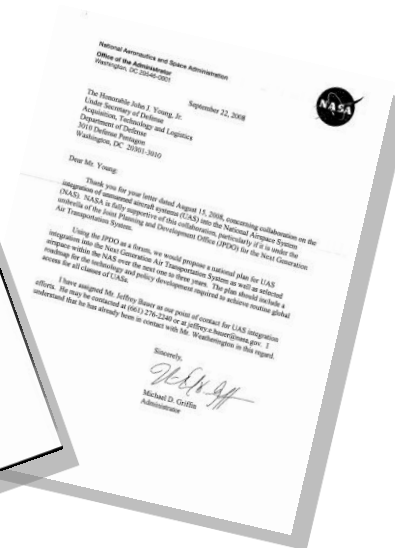 National Aeronautics and Space Administration
Office of the Administrator
Washington, DC 20546-0001
NASA
September 22, 2008
The Honorable John J. Young, Jr.
Under Secretary of Defense
Acquisition, Technology and Logistics
Department of Defense
3010 Defense Pentagon
Washington, DC 20301-3010
Dear Mr. Young:
Thank you for your letter dated August 15, 2008, concerning collaboration on the
integration of unmanned aircraft systems (UAS) into the National Airspace System
(NAS). NASA is fully supportive of this collaboration, particularly if it is under the
umbrella of the Joint Planning and Development Office (JPDO) for the Next Generation
Air Transportation System.
Using the JPDO as a forum, we would propose a national plan for UAS
integration into the Next Generation Air Transportation System as well as selected
airspace within the NAS over the next one to three years. The plan should include a
roadmap for the technology and policy development required to achieve routine global
access for all classes of UASs.
I have assigned Mr. Jeffrey Bauer as our point of contact for UAS integration
efforts. He may be contacted at (661) 276-2240 or at jeffrey.e.bauer@nasa.gov. I
understand that he has already been in contact with Mr. Weatherington in this regard.
Sincerely,
Michael D. Griffin
Administrator